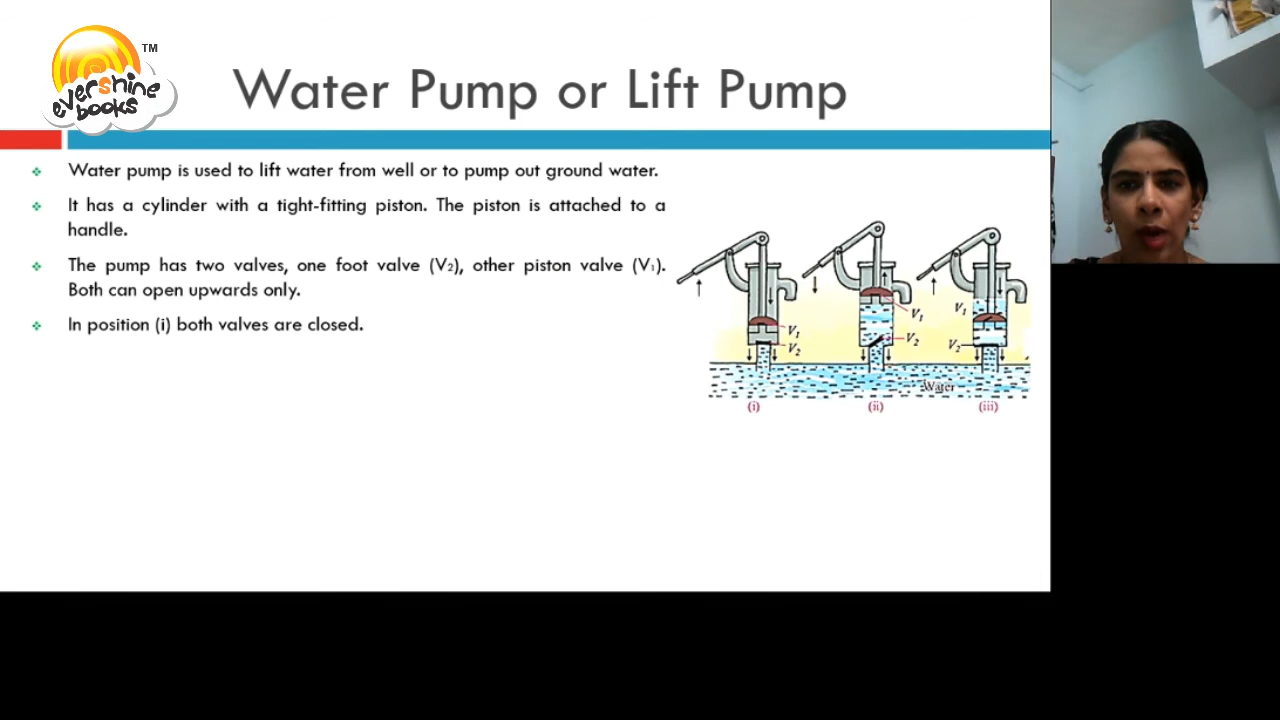 evershine
books
TM
Water Pump or Lift Pump
Water pump is used to lift water from well or to pump out ground water.
It has a cylinder with a tight-fitting piston. The piston is attached to a
handle.
The pump has two valves, one foot valve (V₂), other piston valve (V₁).
Both can open upwards only.
In position (i) both valves are closed.
V₁
V₂
V₁
V₂
V₁
V₂
Water
(i)
(ii)
(iii)